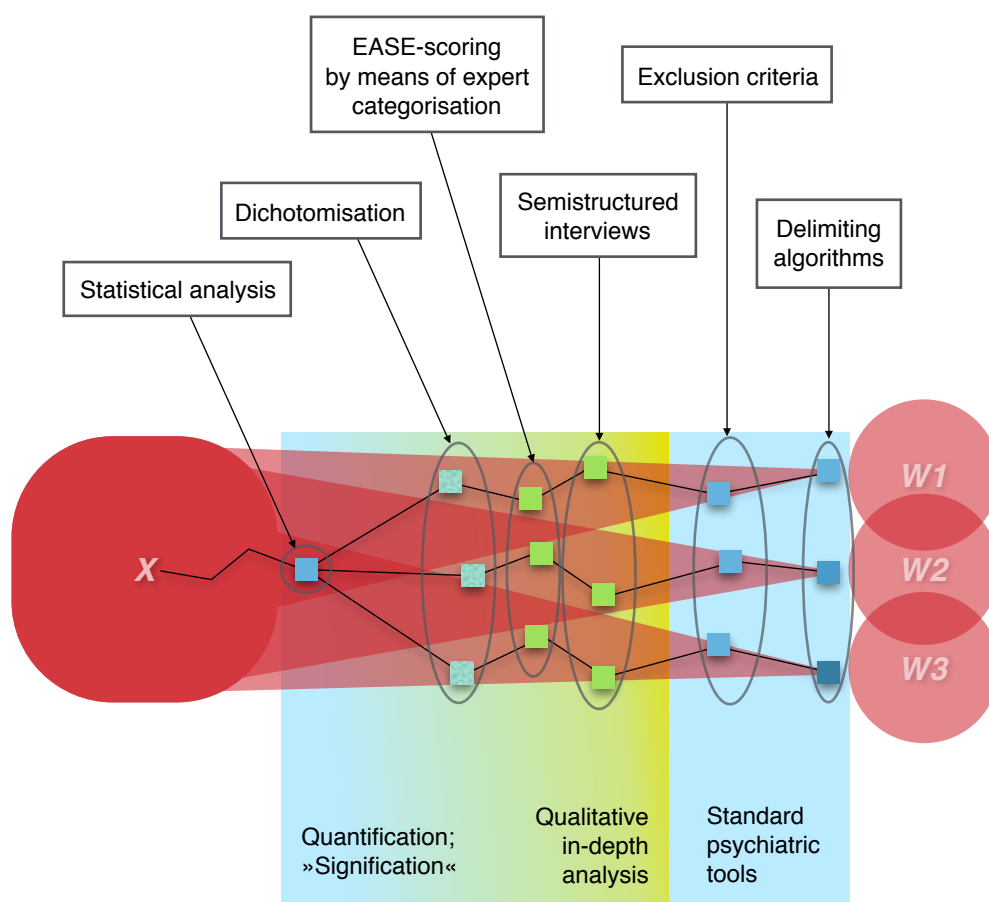 EASE-scoring
by means of expert
categorisation
Exclusion criteria
Dichotomisation
Semistructured
interviews
Delimiting
algorithms
Statistical analysis
X
W1
W2
W3
Quantification;
»Signification«
Qualitative
in-depth
analysis
Standard
psychiatric
tools